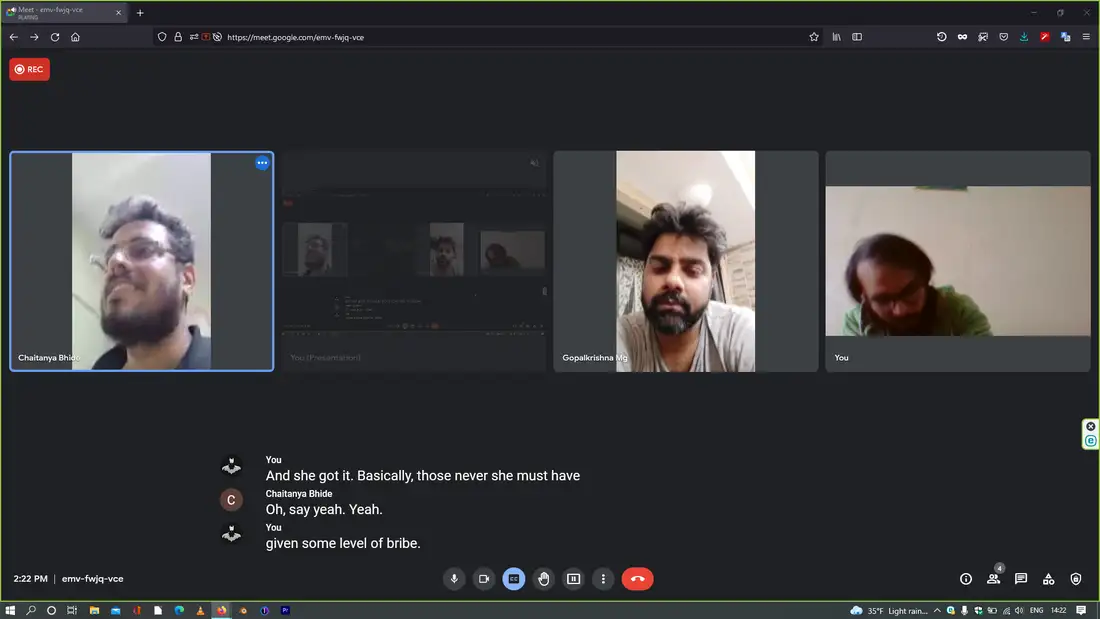 Meet - emv-fwjq-vce
PLAYING
https://meet.google.com/emv-fwjq-vce
REC
Chaitanya Bhide
You (Presentation)
Gopalkrishna Mg
You
You
And she got it. Basically, those never she must have
C
Chaitanya Bhide
Oh, say yeah. Yeah.
You
given some level of bribe.
2:22 PM | emv-fwjq-vce
4
35°F Light rain...
ENG
14:22